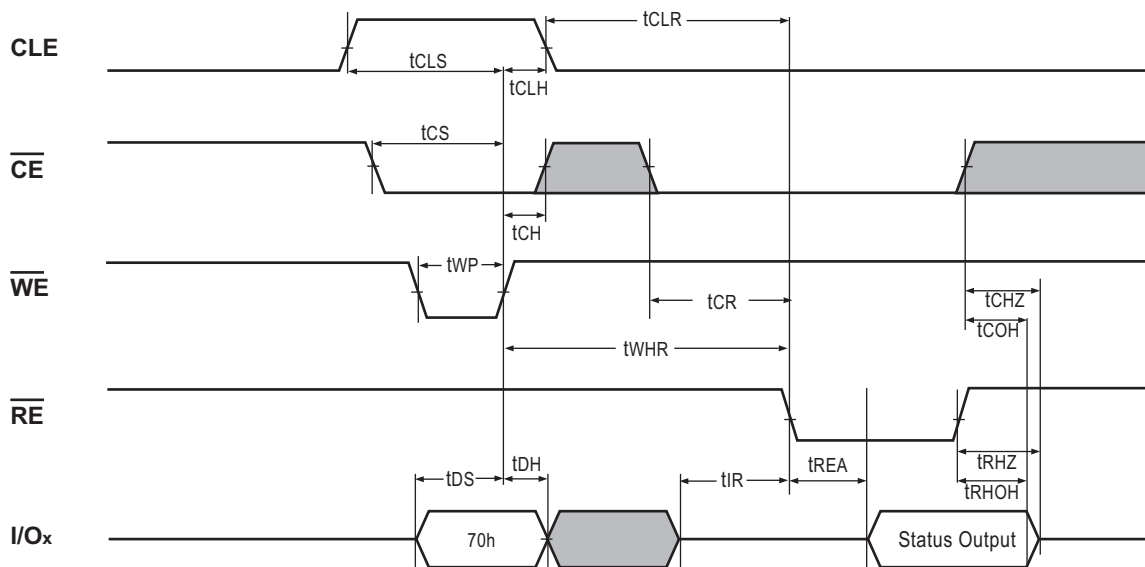 tCLR
CLE
tCLS
tCLH
tCS
CE
tCH
tWP
WE
tCHZ
tCR
tCOH
tWHR
RE
tDH
tREA
tDS
tIR
tRHZ
tRHOH
I/Ox
70h
Status Output